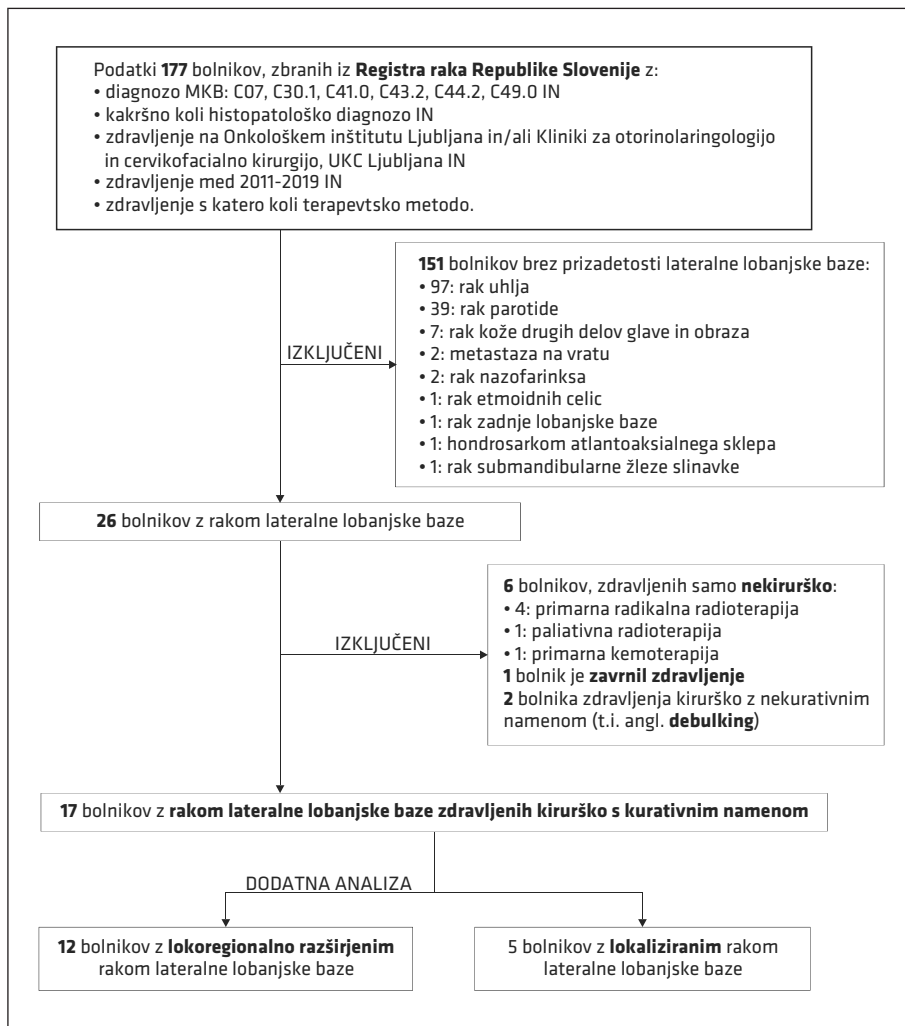 Podatki 177 bolnikov, zbranih iz Registra raka Republike Slovenije z:
• diagnozo MKB: C07, C30.1, C41.0, C43.2, C44.2, C49.0 IN
• kakršno koli histopatološko diagnozo IN
• zdravljenje na Onkološkem inštitutu Ljubljana in/ali Kliniki za otorinolaringologijo
in cervikofacialno kirurgijo, UKC Ljubljana IN
• zdravljenje med 2011-2019 IN
• zdravljenje s katero koli terapevtsko metodo.
IZKLJUČENI
151 bolnikov brez prizadetosti lateralne lobanjske baze:
• 97: rak uhlja
• 39: rak parotide
• 7: rak kože drugih delov glave in obraza
• 2: metastaza na vratu
• 2: rak nazofarinksa
• 1: rak etmoidnih celic
• 1: rak zadnje lobanjske baze
• 1: hondrosarkom atlantoaksialnega sklepa
• 1: rak submandibularne žleze slinavke
26 bolnikov z rakom lateralne lobanjske baze
IZKLJUČENI
6 bolnikov, zdravljenih samo nekirurško:
• 4: primarna radikalna radioterapija
• 1: paliativna radioterapija
• 1: primarna kemoterapija
1 bolnik je zavrnil zdravljenje
2 bolnika zdravljenja kirurško z nekurativnim
namenom (t.i. angl. debulking)
17 bolnikov z rakom lateralne lobanjske baze zdravljenih kirurško s kurativnim namenom
DODATNA ANALIZA
12 bolnikov z lokoregionalno razširjenim
rakom lateralne lobanjske baze
5 bolnikov z lokaliziranim rakom
lateralne lobanjske baze